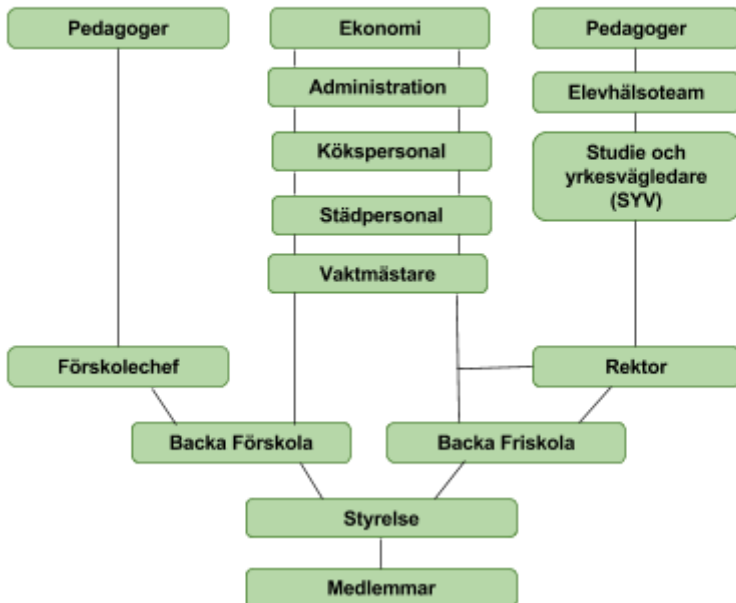 Pedagoger
Ekonomi
Pedagoger
Administration
Elevhälsoteam
Kökspersonal
Studie och
yrkesvägledare
(SYV)
Städpersonal
Vaktmästare
Förskolechef
Rektor
Backa Förskola
Backa Friskola
Styrelse
Medlemmar